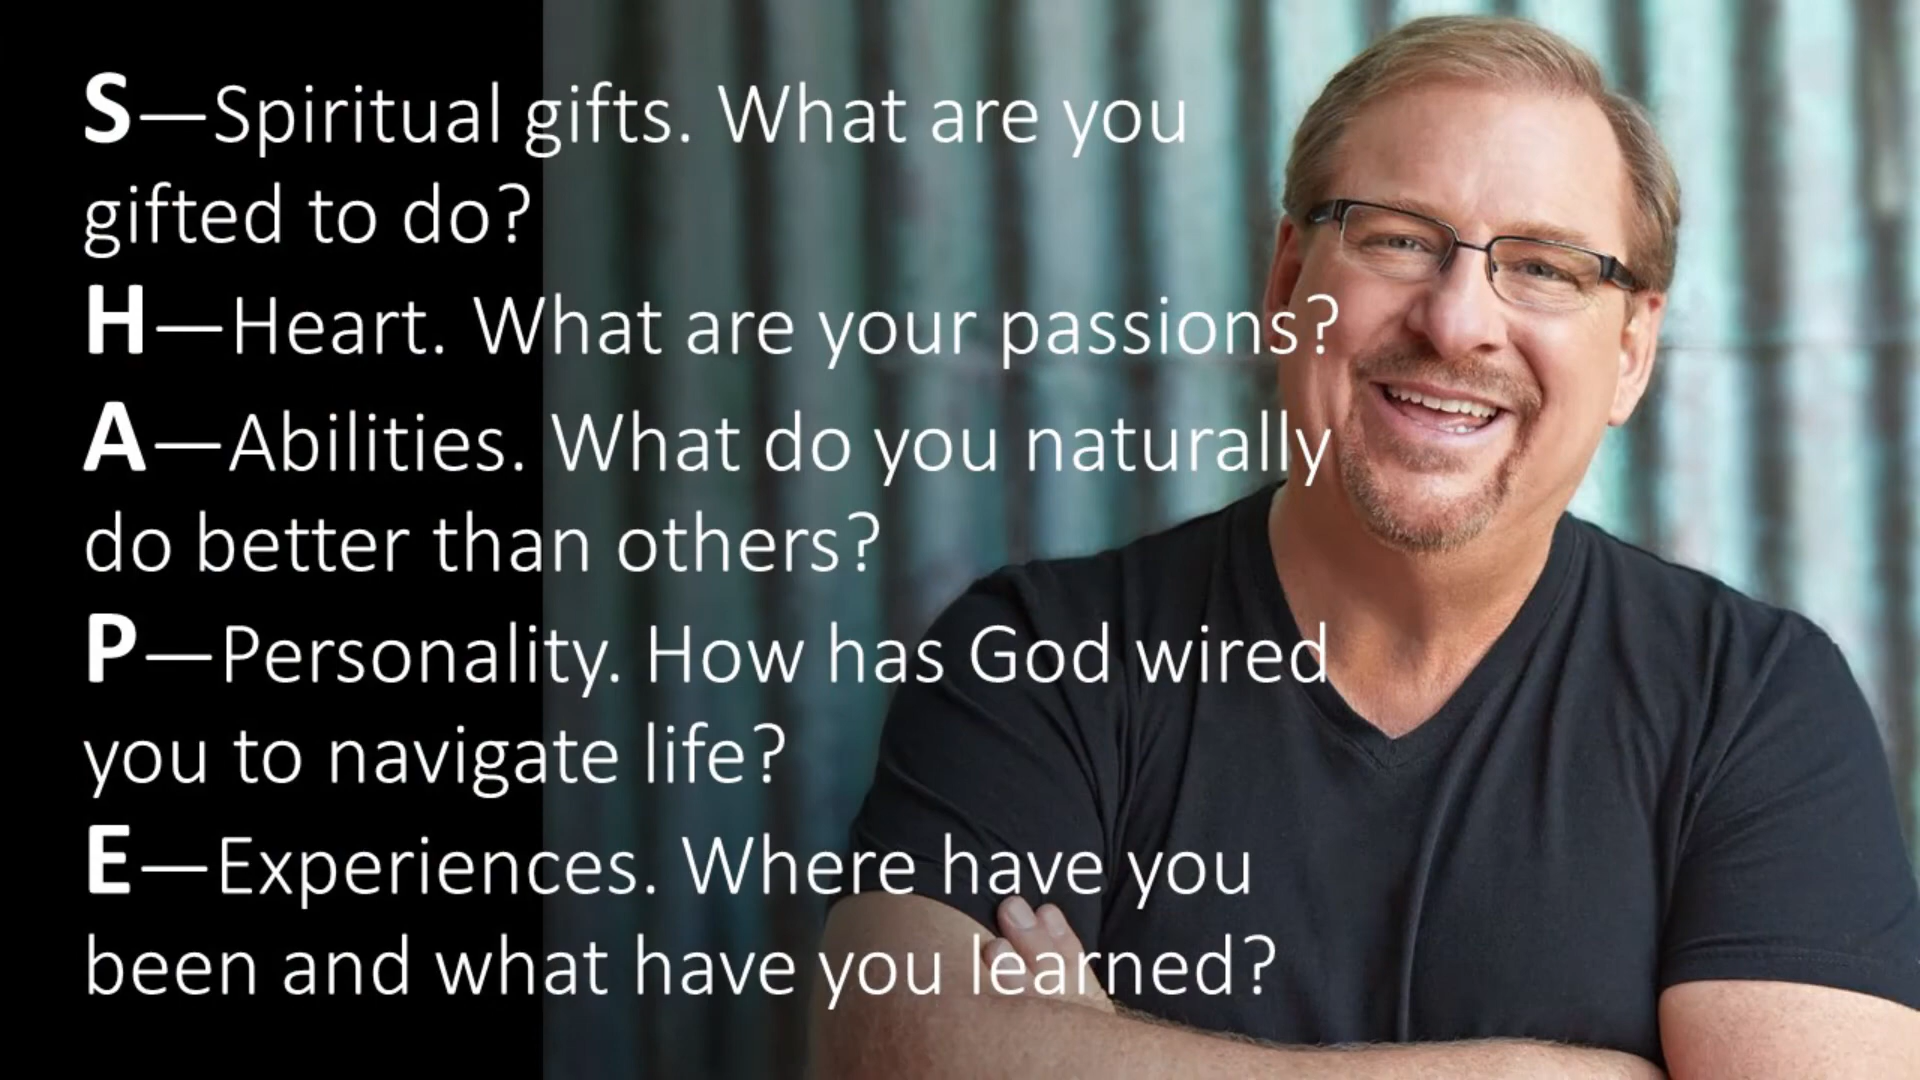 S—Spiritual gifts. What are you
gifted to do?
H—Heart. What are your passions?
A—Abilities. What do you naturally
do better than others?
P—Personality. How has God wired
you to navigate life?
E—Experiences. Where have you
been and what have you learned?